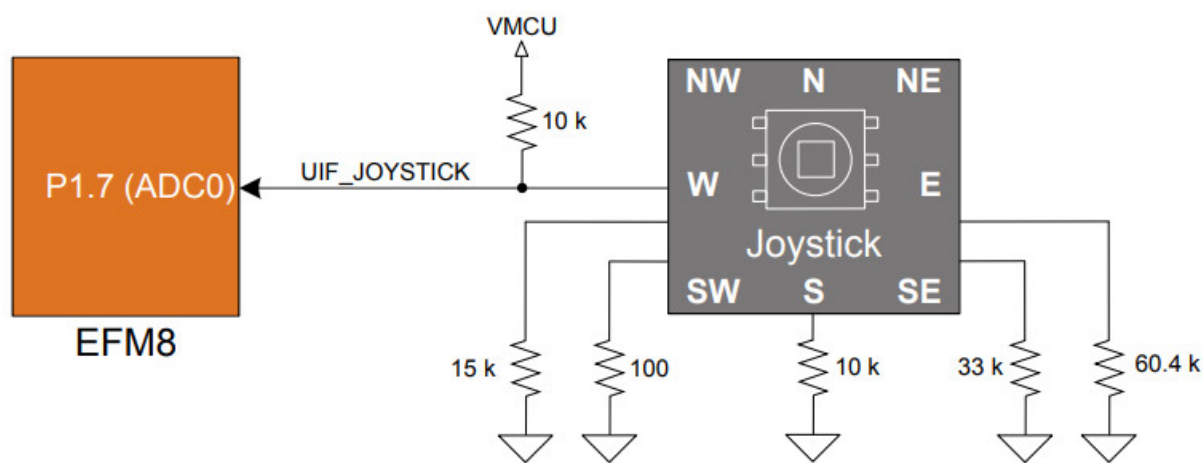 VMCU
10 k
UIF_JOYSTICK
P1.7 (ADC0)
EFM8
NW N NE
W E
Joystick
SW S SE
15 k
100
10 k
33 k
60.4 k